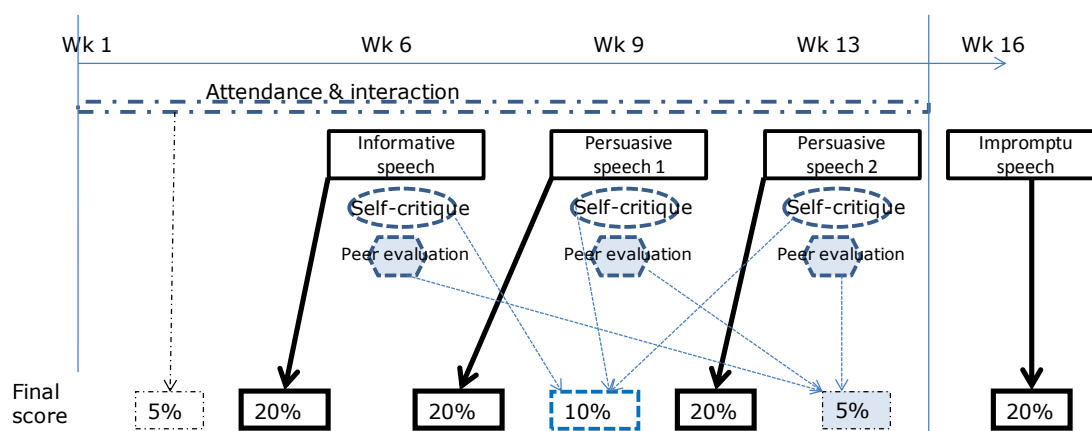 Wk 1
Wk 6
Wk 9
Wk 13
Wk 16
Attendance & interaction
Informative
speech
Persuasive
speech 1
Persuasive
speech 2
Impromptu
speech
Self-critique
Self-critique
Self-critique
Peer evaluation
Peer evaluation
Peer evaluation
Final
score
5%
20%
20%
10%
20%
5%
20%